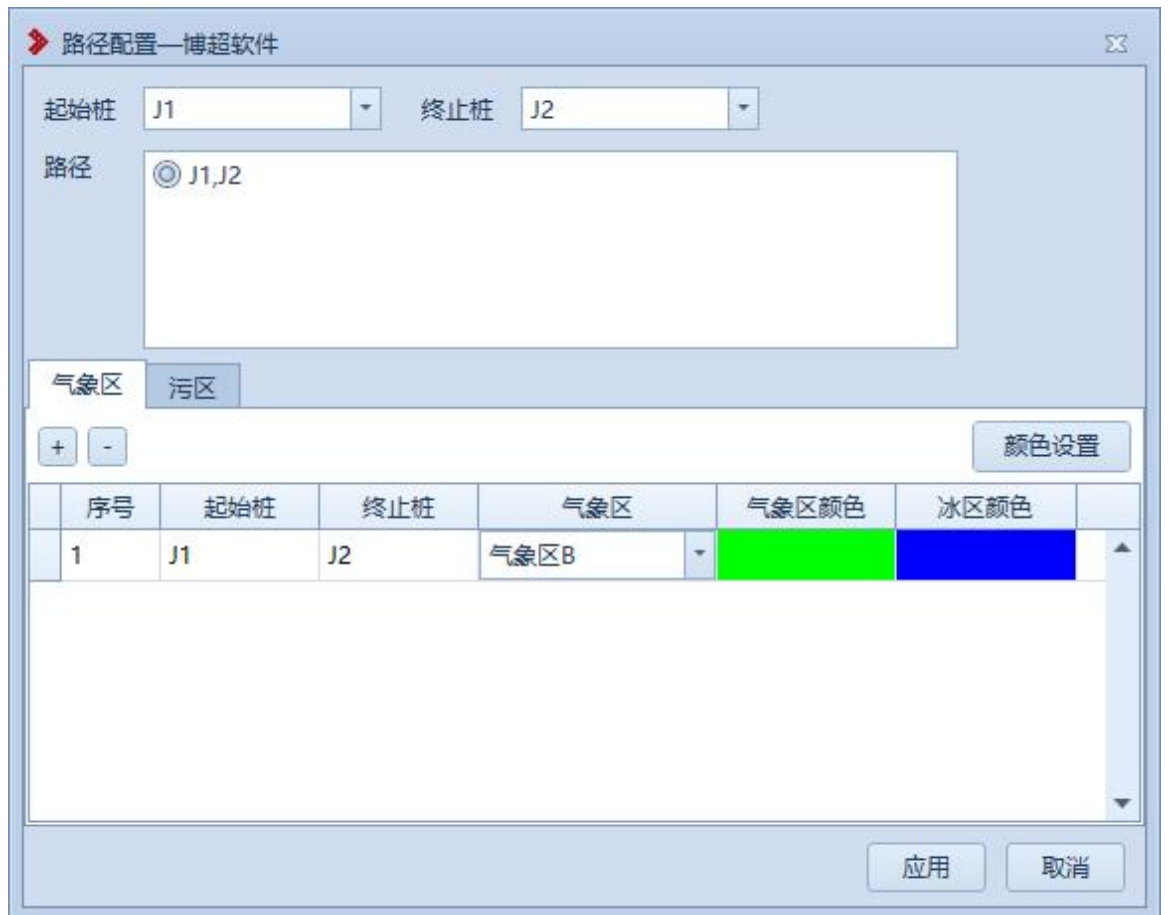 路径配置—博超软件
起始桩 J1 终止桩 J2
路径 J1,J2
气象区 污区
+ - 颜色设置
序号 起始桩 终止桩 气象区 气象区颜色 冰区颜色
1 J1 J2 气象区B
应用 取消